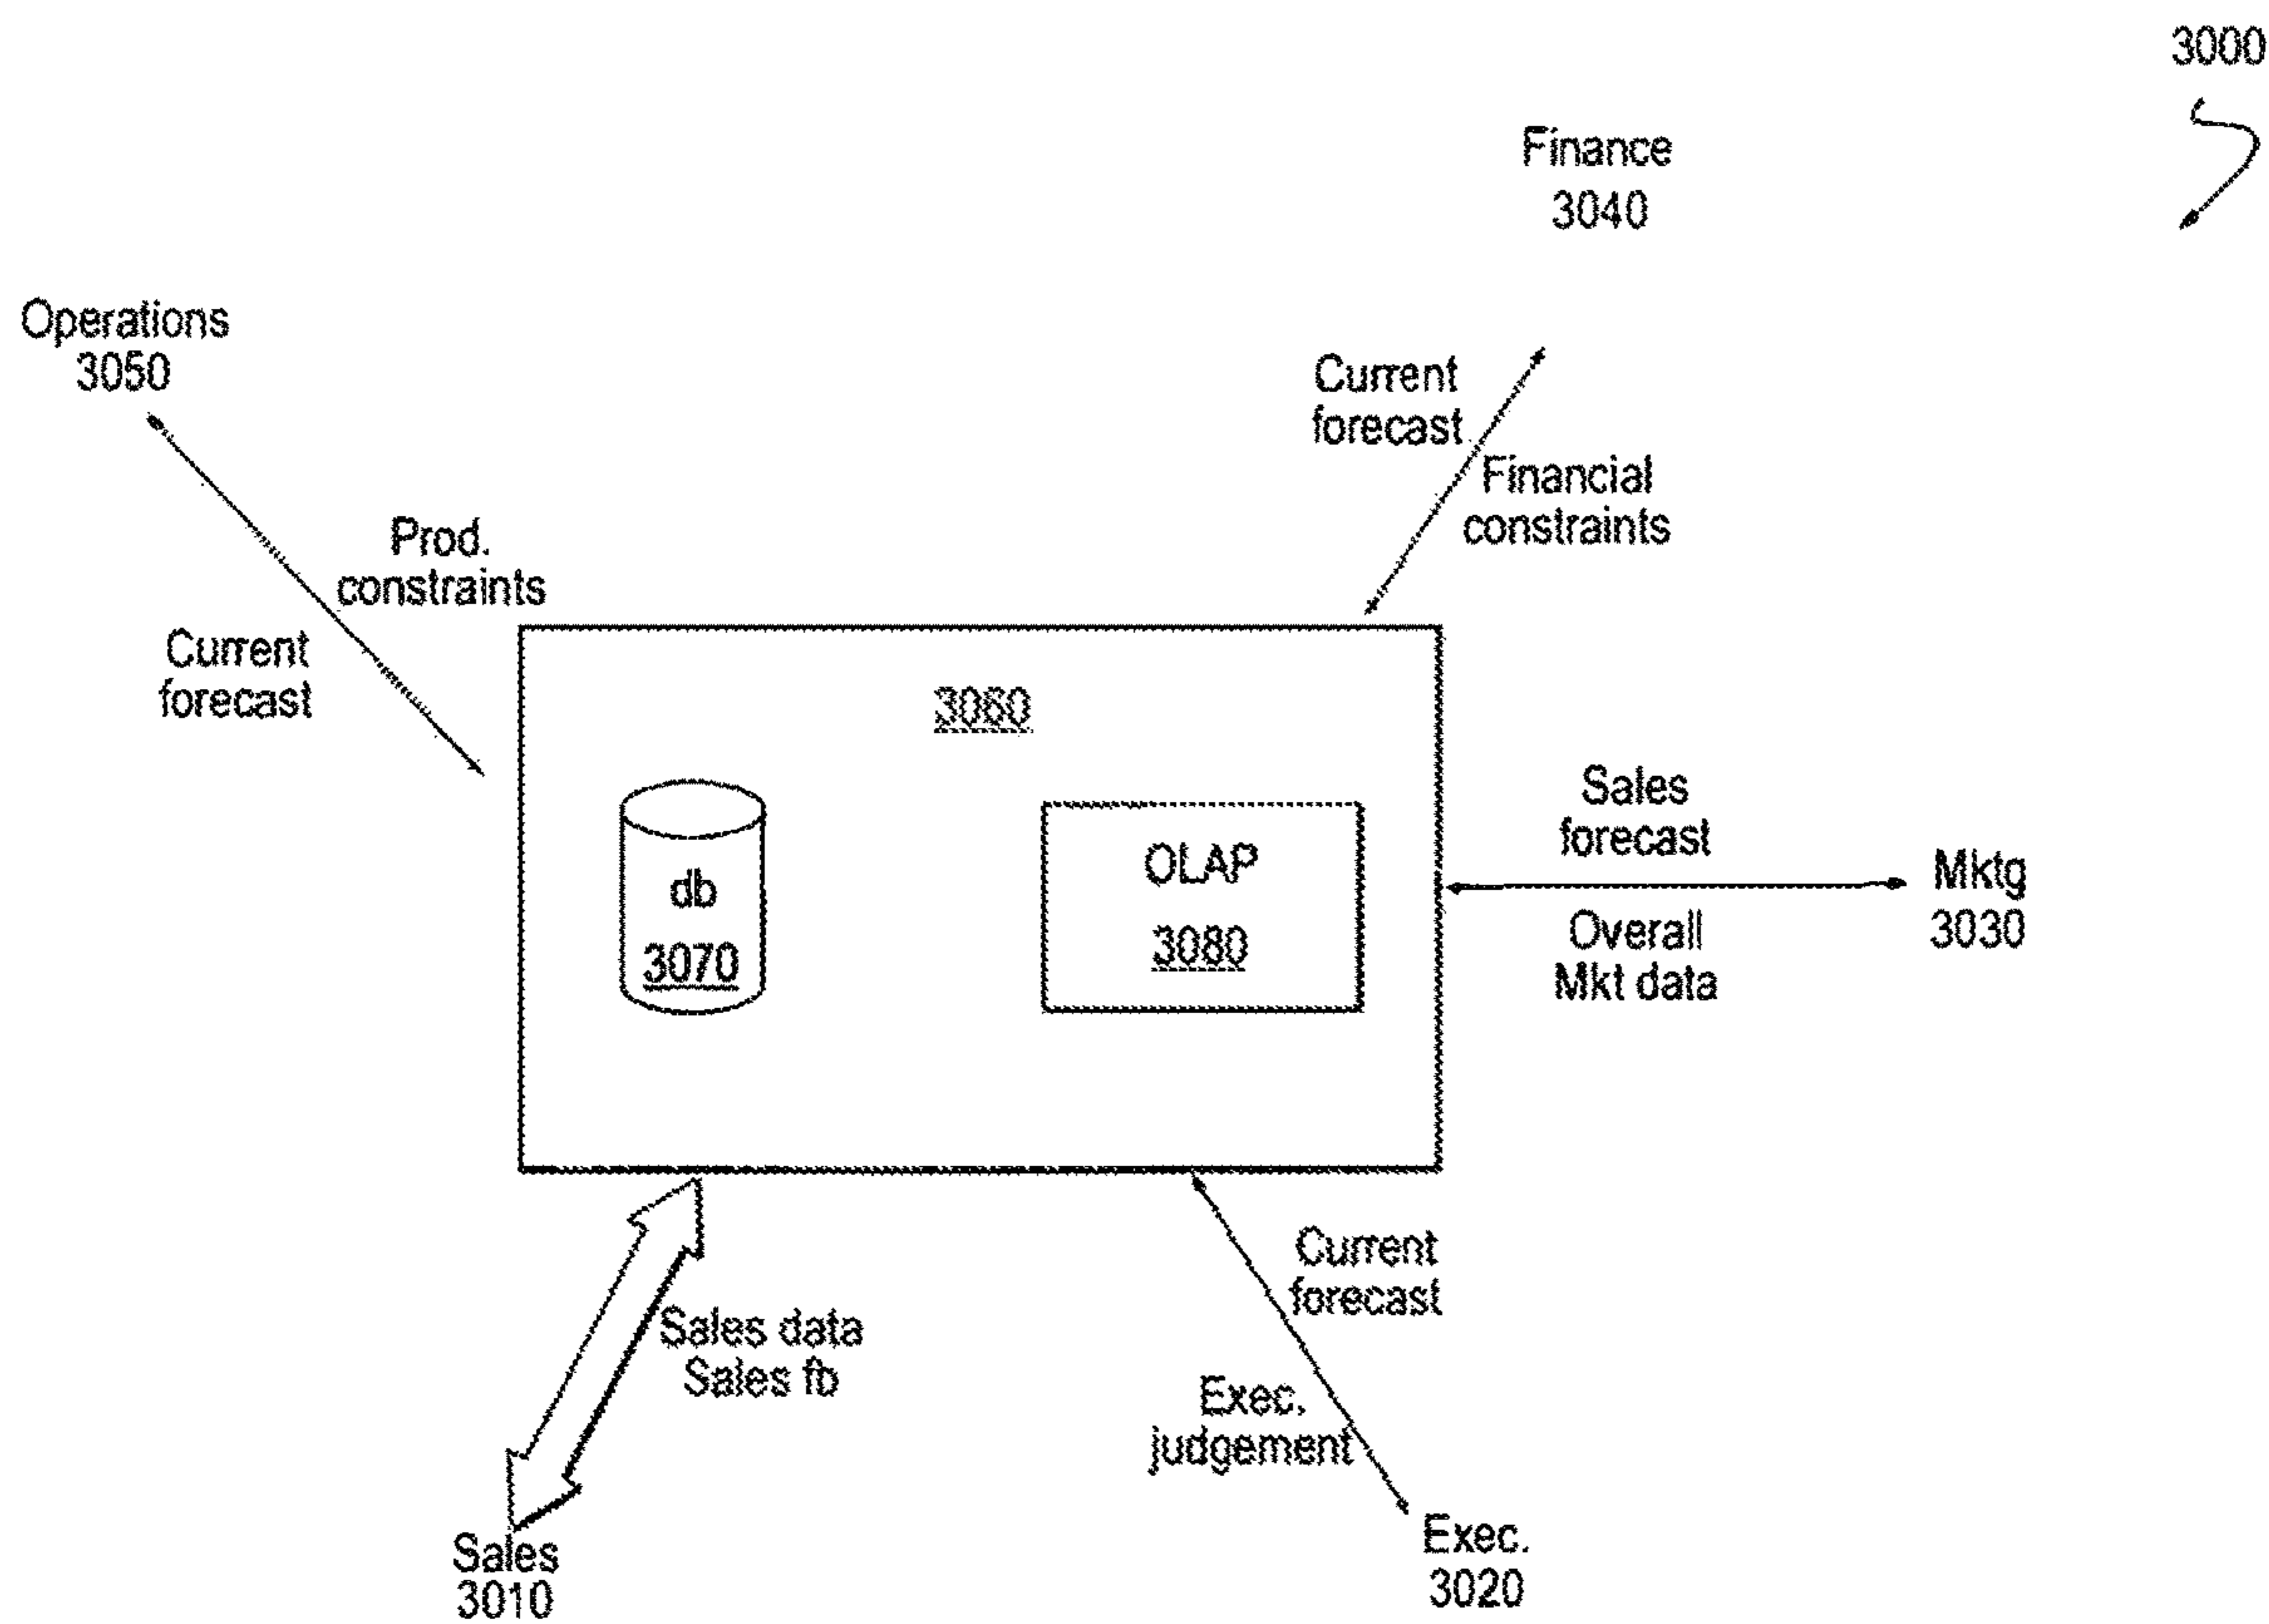 3000
Finance
3040
Operations
3050
Current
forecast
Financial
constraints
Prod.
constraints
Current
forecast
3060
db
3070
OLAP
3080
Sales
forecast
Mktg
3030
Overall
Mkt data
Current
forecast
Sales data
Sales fb
Exec.
judgement
Sales
3010
Exec.
3020